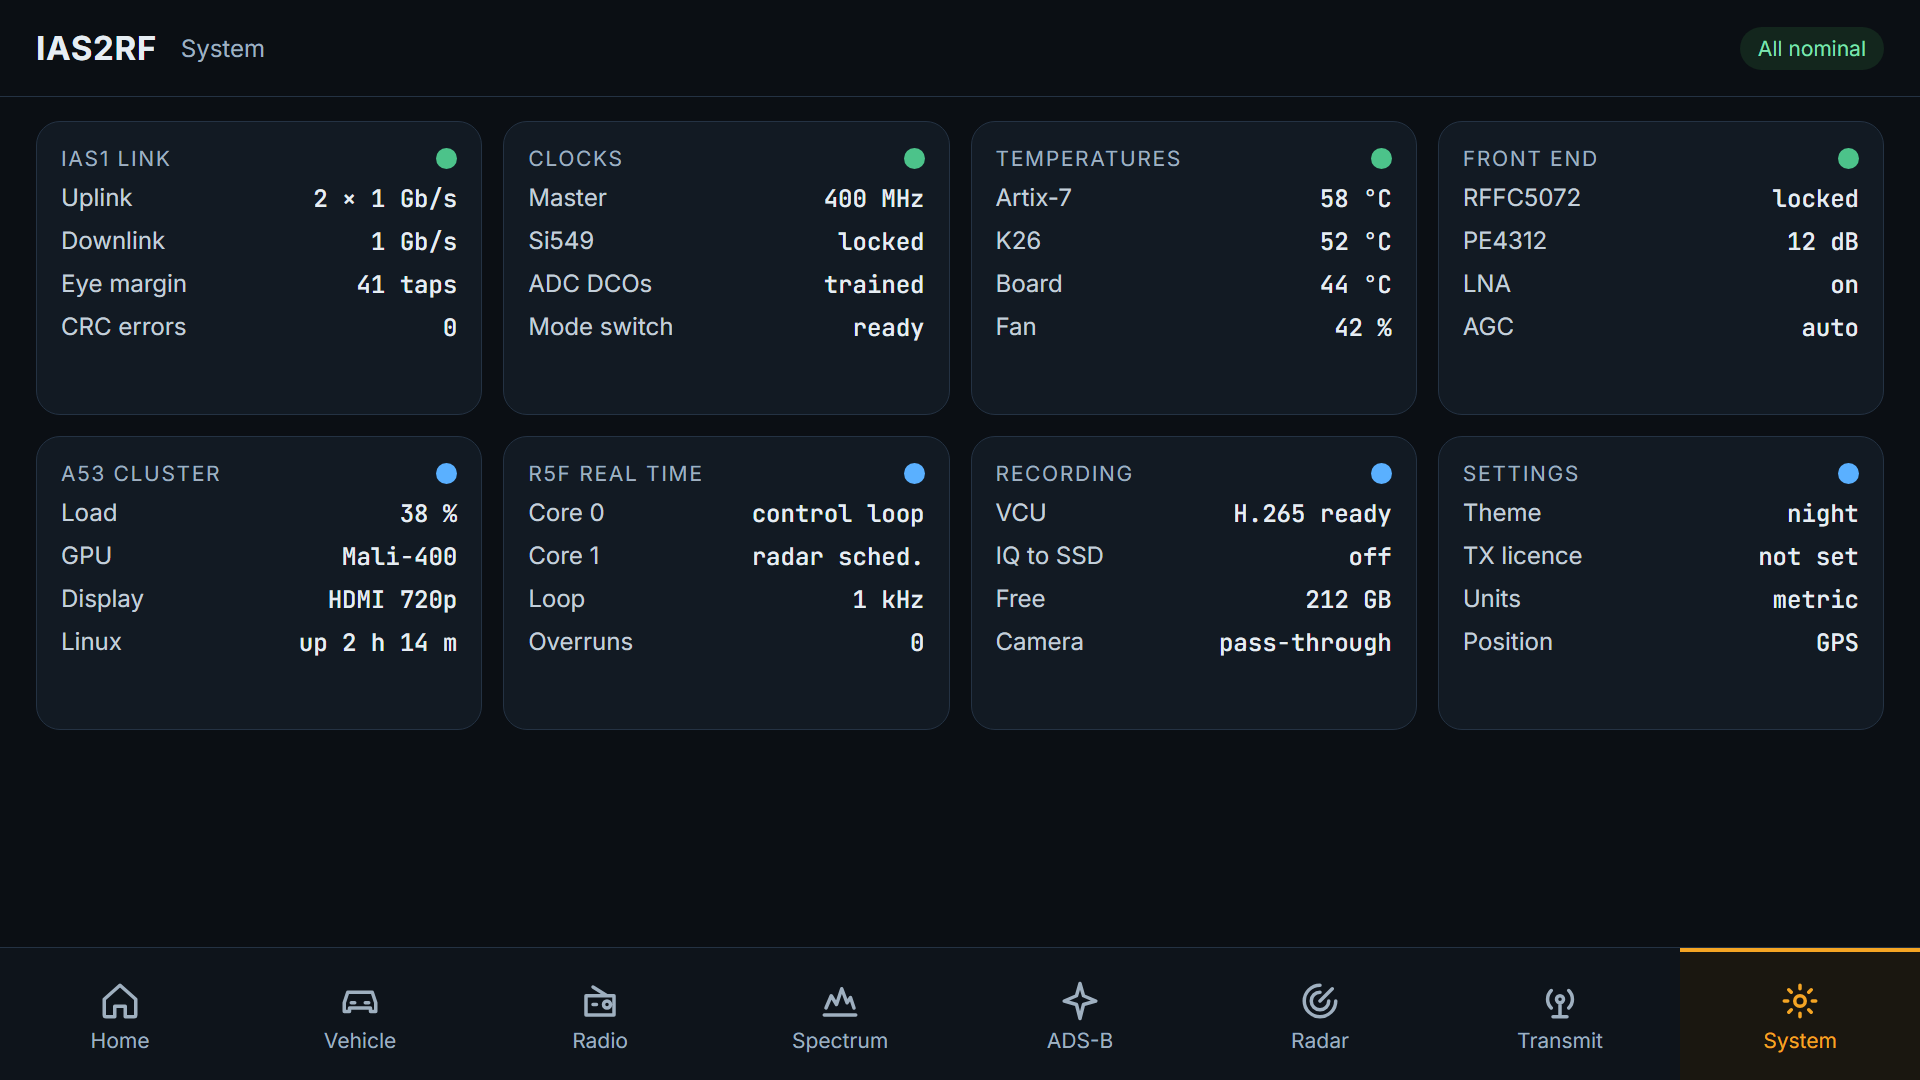 IAS2RF System All nominal
IAS1 LINK
Uplink 2 × 1 Gb/s
Downlink 1 Gb/s
Eye margin 41 taps
CRC errors 0
CLOCKS
Master 400 MHz
Si549 locked
ADC DCOs trained
Mode switch ready
TEMPERATURES
Artix-7 58 °C
K26 52 °C
Board 44 °C
Fan 42 %
FRONT END
RFFC5072 locked
PE4312 12 dB
LNA on
AGC auto
A53 CLUSTER
Load 38 %
GPU Mali-400
Display HDMI 720p
Linux up 2 h 14 m
R5F REAL TIME
Core 0 control loop
Core 1 radar sched.
Loop 1 kHz
Overruns 0
RECORDING
VCU H.265 ready
IQ to SSD off
Free 212 GB
Camera pass-through
SETTINGS
Theme night
TX licence not set
Units metric
Position GPS
Home Vehicle Radio Spectrum ADS-B Radar Transmit System